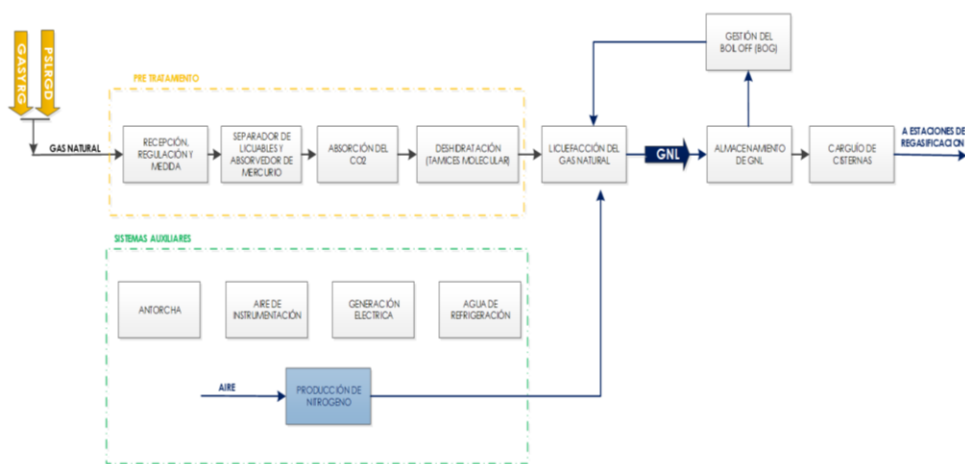 GASYRG
PSLRGD
GAS NATURAL
PRE TRATAMIENTO
RECEPCIÓN,
REGULACIÓN Y
MEDIDA
SEPARADOR DE
LICUABLES Y
ABSORVEDOR DE
MERCURIO
ABSORCIÓN DEL
CO2
DESHIDRATACIÓN
(TAMICES MOLECULAR)
LICUEFACCIÓN DEL
GAS NATURAL
GNL
GESTIÓN DEL
BOIL OFF (BOG)
ALMACENAMIENTO
DE GNL
CARGUÍO DE
CISTERNAS
A ESTACIONES DE
REGASIFICACION
SISTEMAS AUXILIARES
ANTORCHA
AIRE DE
INSTRUMENTACIÓN
GENERACIÓN
ELECTRICA
AGUA DE
REFRIGERACIÓN
AIRE
PRODUCCIÓN DE
NITROGENO